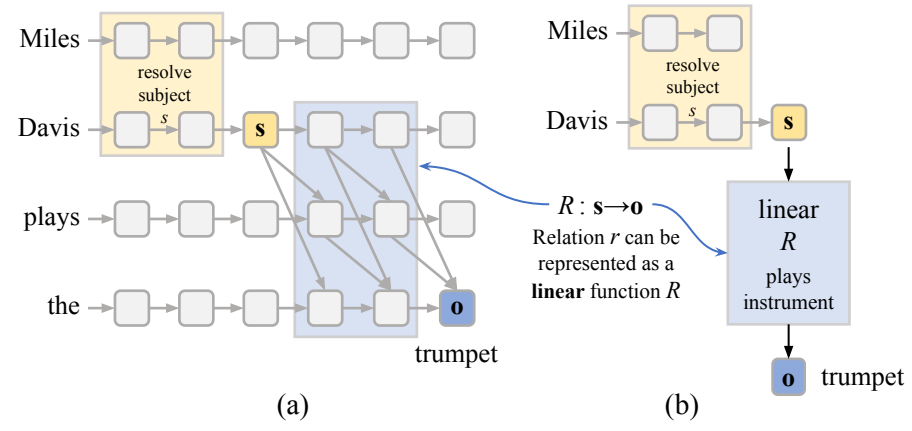 Miles
resolve
subject
s
Davis
s
plays
the
o
trumpet
(a)
R : s→o
Relation r can be
represented as a
linear function R
Miles
resolve
subject
s
Davis
s
linear
R
plays
instrument
o
trumpet
(b)